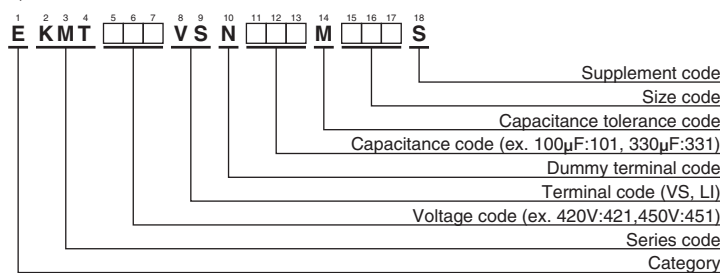 1 2 3 4 5 6 7 8 9 10 11 12 13 14 15 16 17 18
E KMT □□□ VS N □□□ M □□□ S
Supplement code
Size code
Capacitance tolerance code
Capacitance code (ex. 100µF:101, 330µF:331)
Dummy terminal code
Terminal code (VS, LI)
Voltage code (ex. 420V:421,450V:451)
Series code
Category